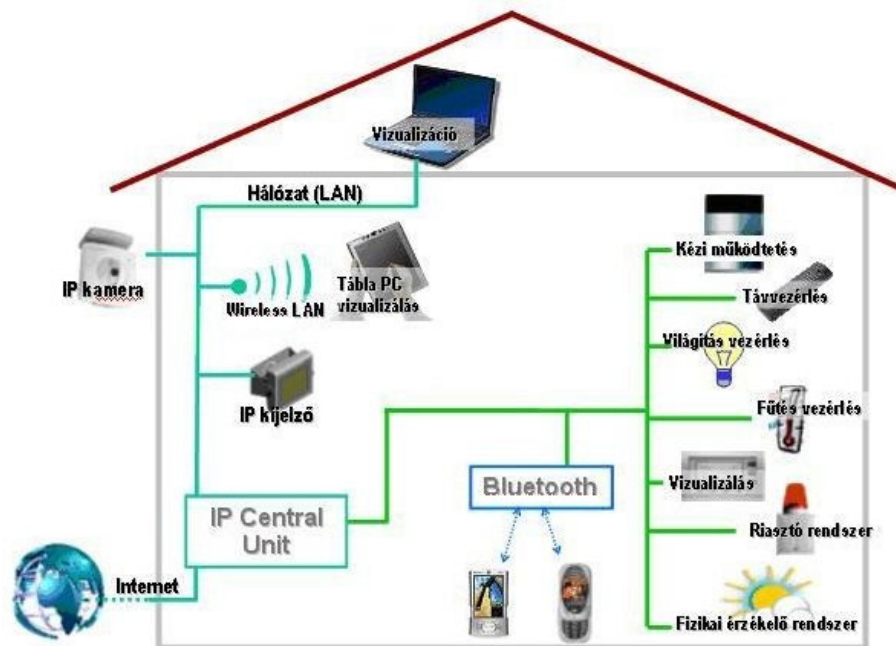 Vizualizáció
Hálózat (LAN)
IP kamera
Wireless LAN
Tábla PC
vizualizálás
IP kijelző
IP Central
Unit
Internet
Bluetooth
Kézi működtetés
Távvezérlés
Világítás vezérlés
Fűtés vezérlés
Vizualizálás
Riasztó rendszer
Fizikai érzékelő rendszer